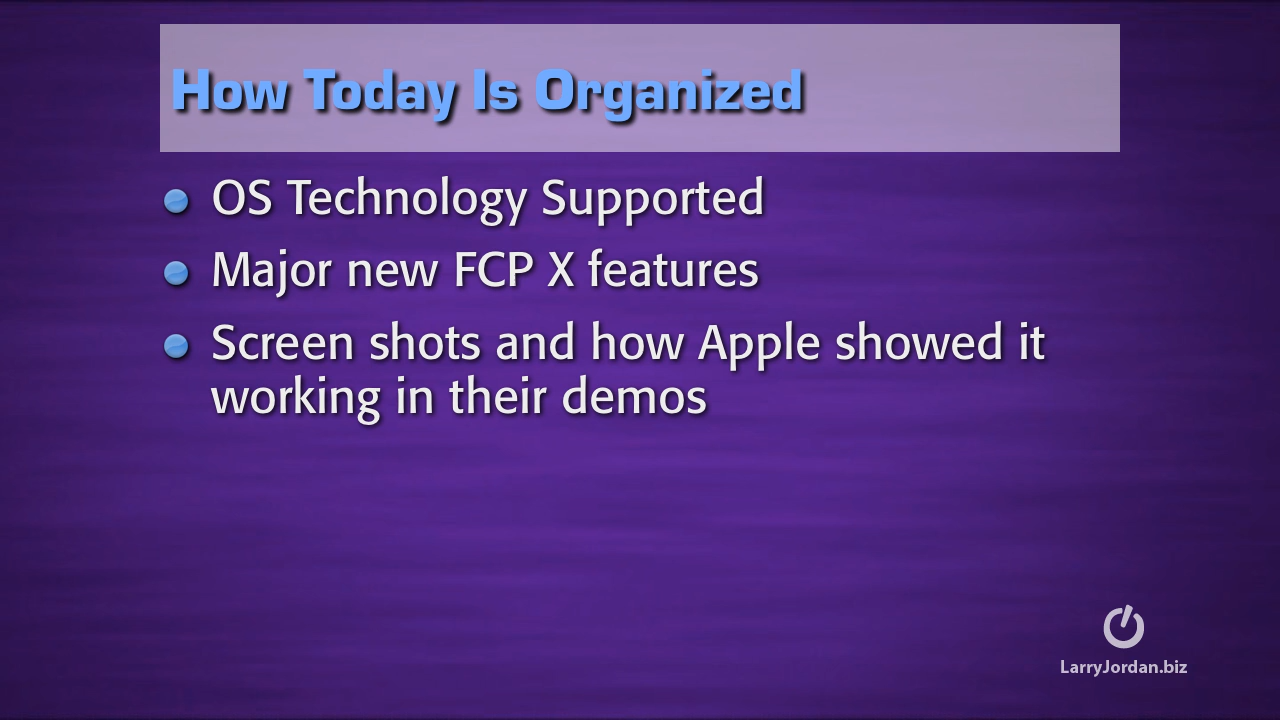 How Today Is Organized
OS Technology Supported
Major new FCP X features
Screen shots and how Apple showed it
working in their demos
LarryJordan.biz